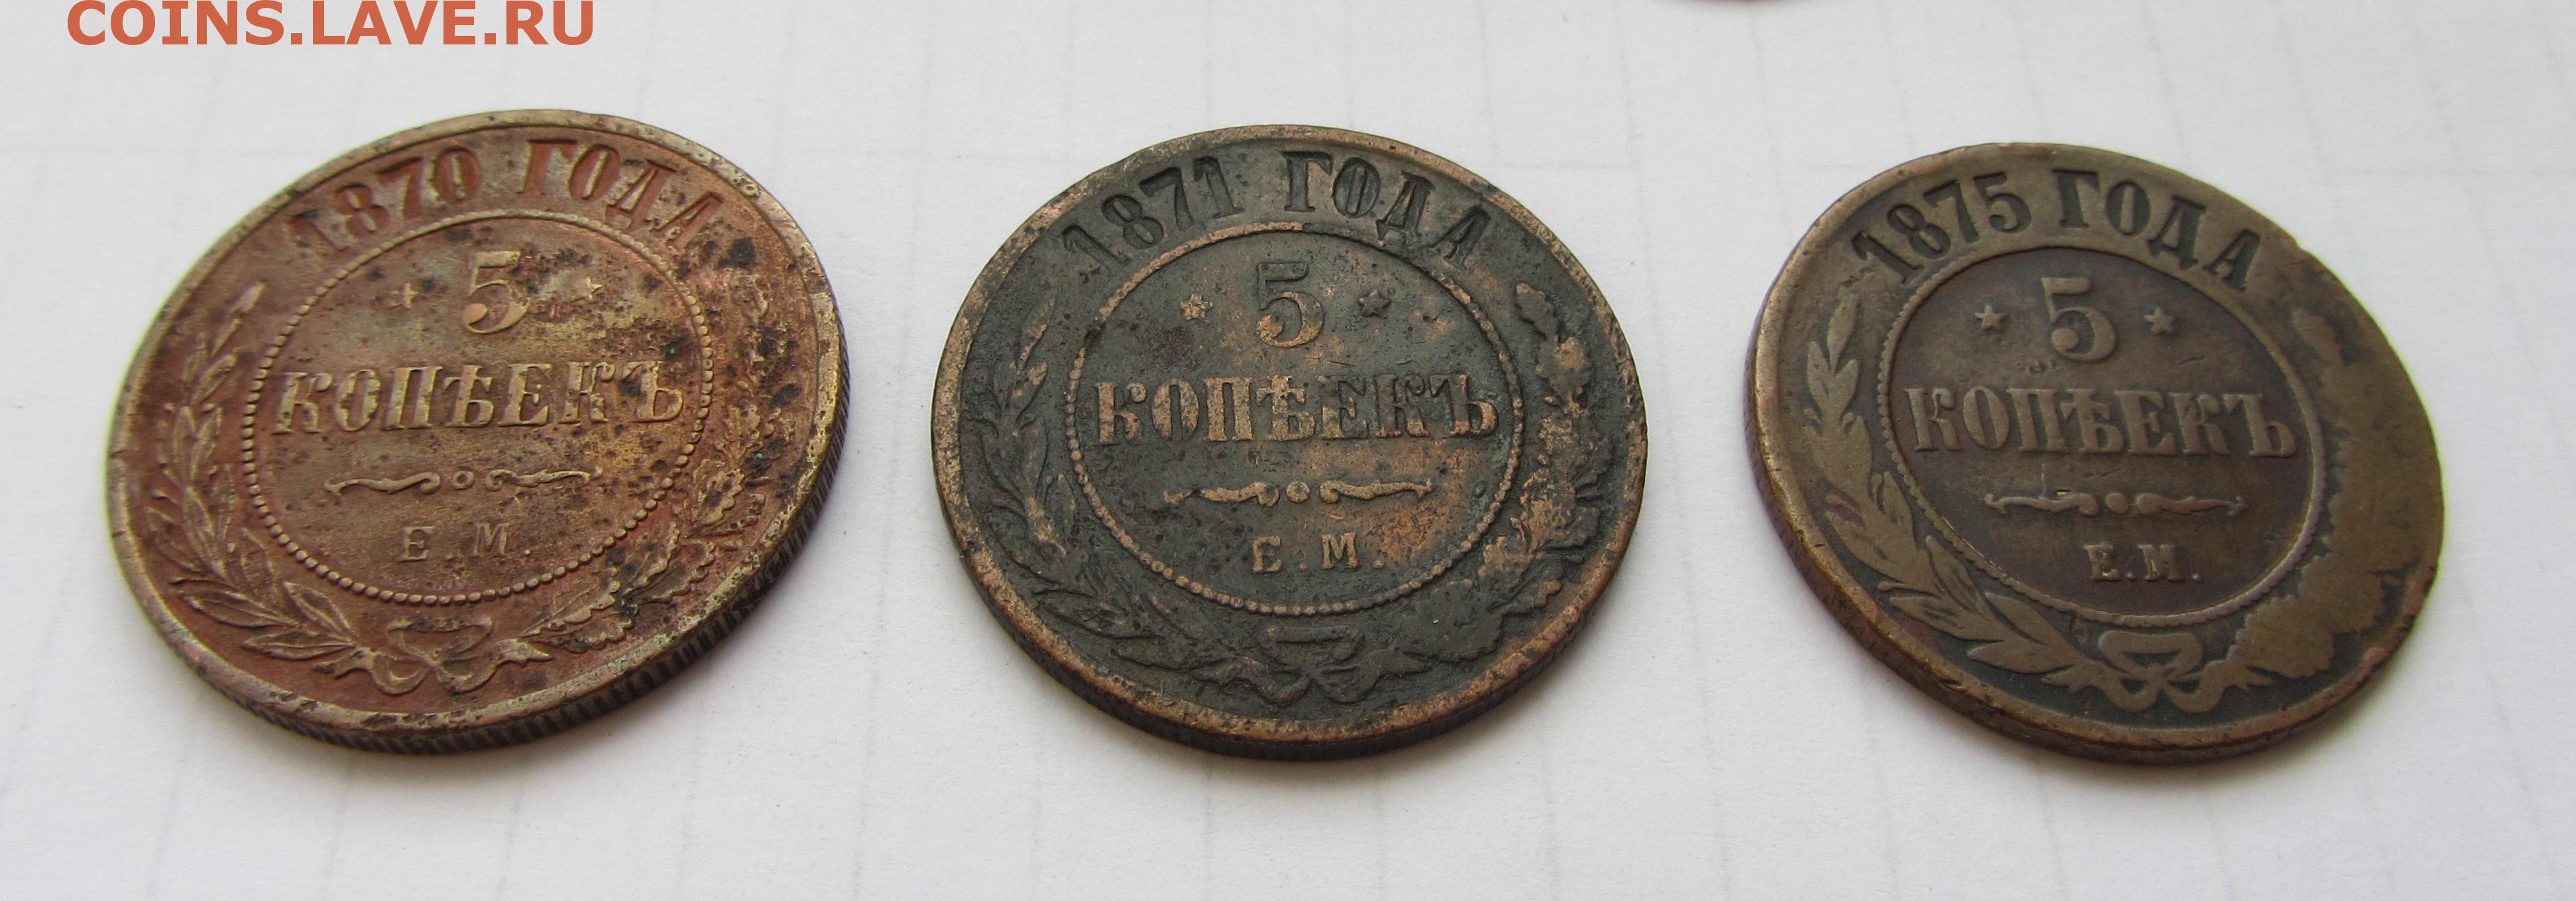 COINS.LAVE.RU
1870 ГОДА
5
КОПѢЕКЪ
Е.М.
1871 ГОДА
5
КОПѢЕКЪ
Е.М.
1875 ГОДА
5
КОПѢЕКЪ
Е.М.